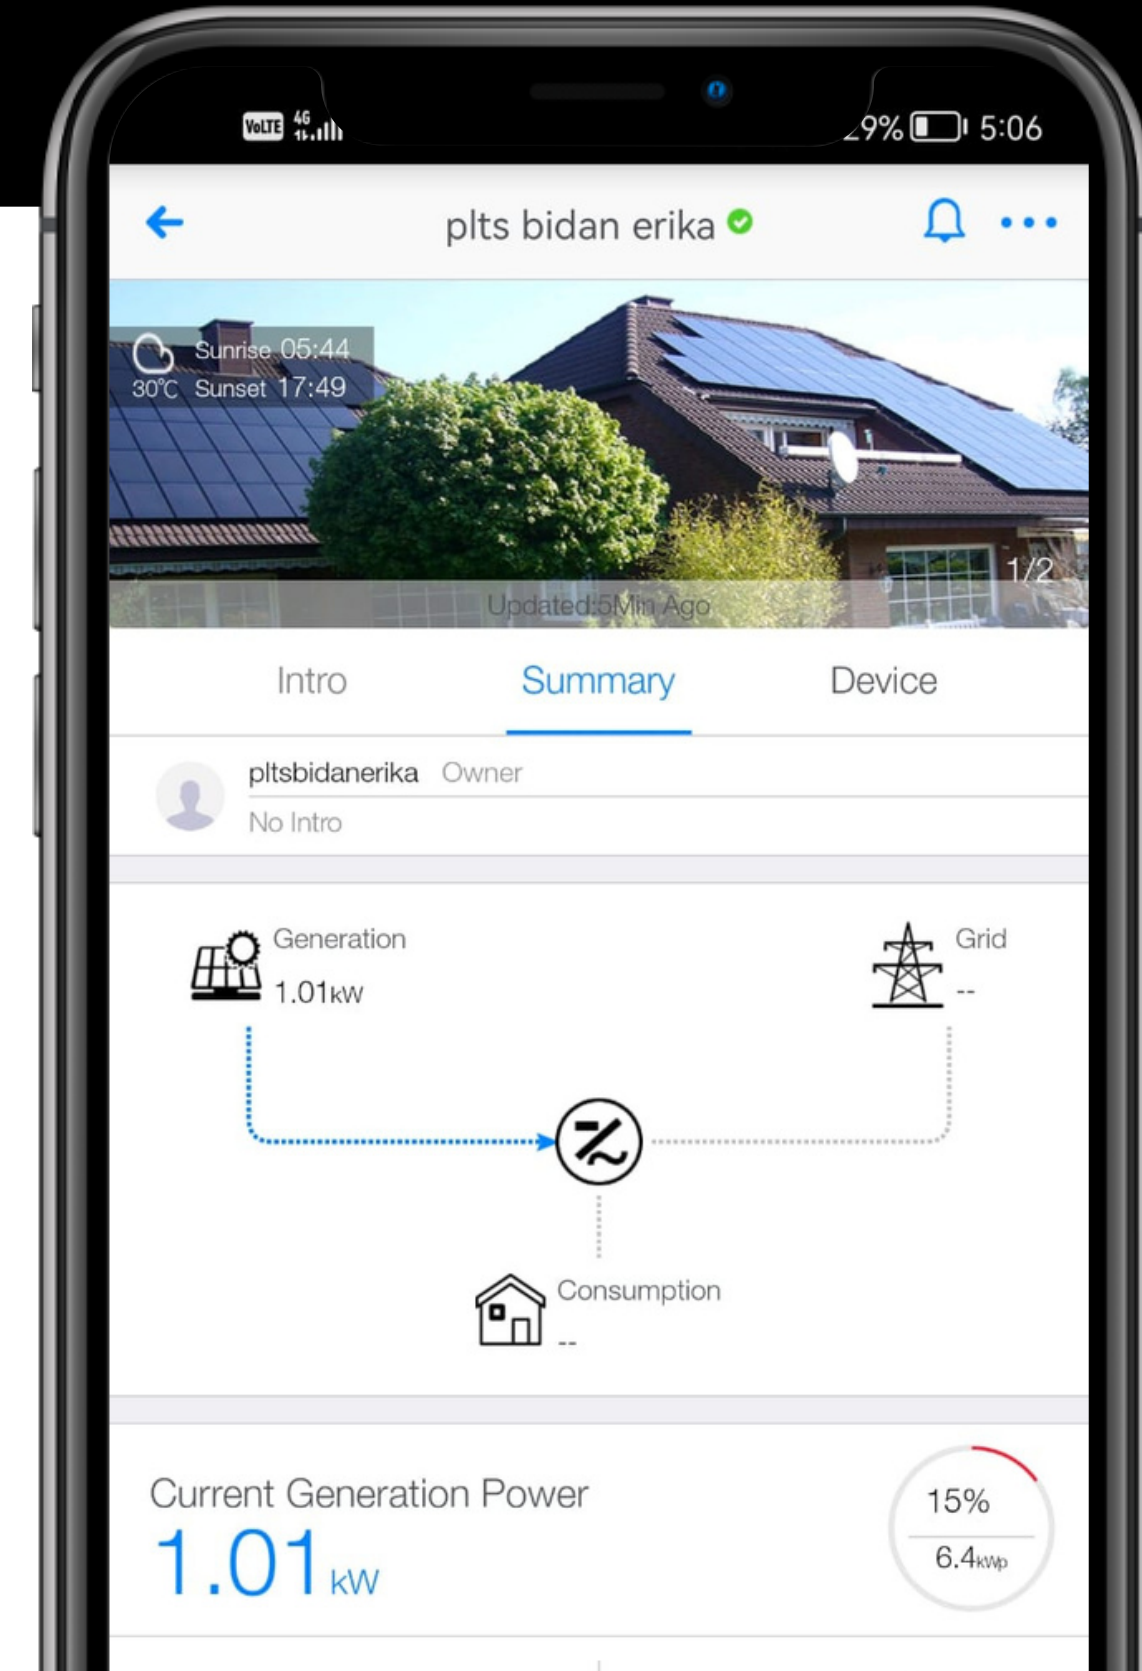 VoLTE 4G 29% 5:06
plts bidan erika
Sunrise 05:44
30°C Sunset 17:49
1/2
Updated:5Min Ago
Intro Summary Device
pltsbidanerika Owner
No Intro
Generation
1.01kW
Grid
--
Consumption
--
Current Generation Power
1.01kW
15%
6.4kWp